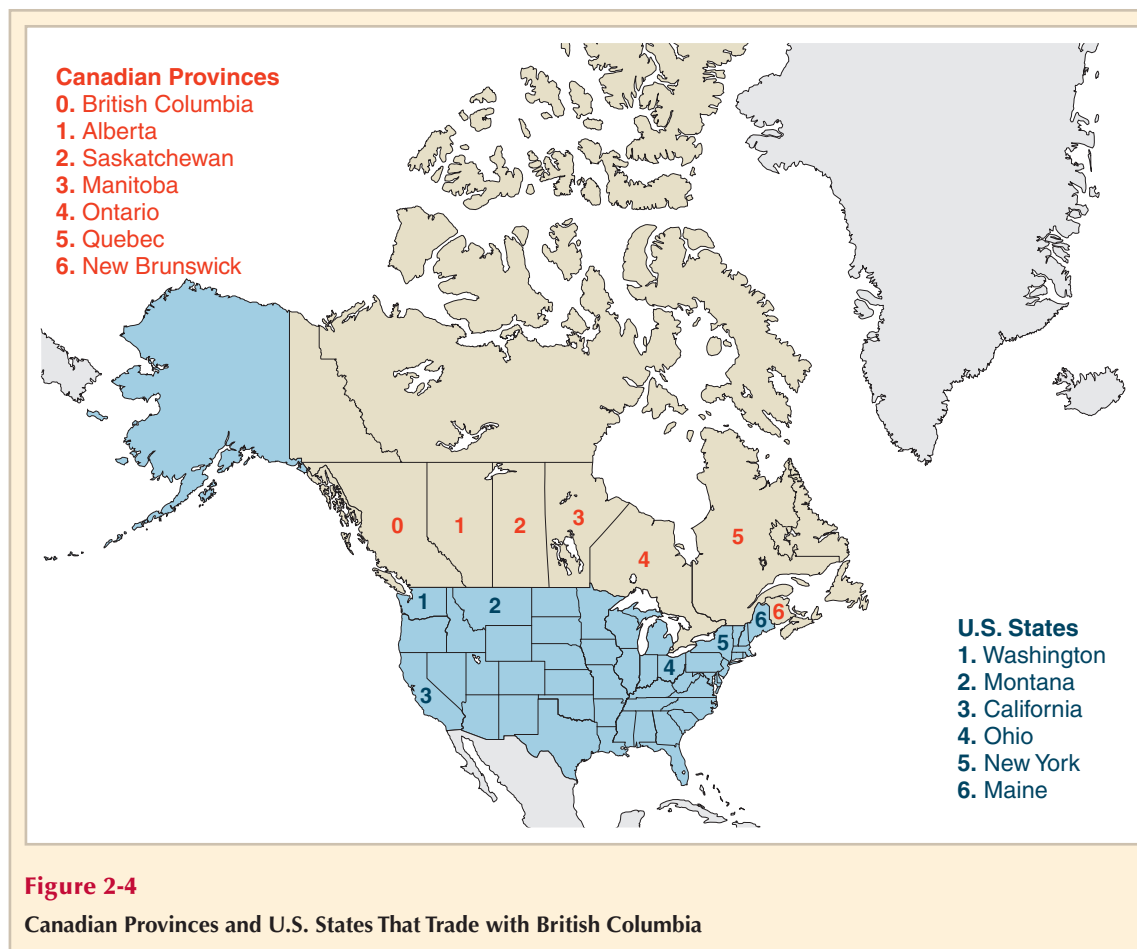 Canadian Provinces
0. British Columbia
1. Alberta
2. Saskatchewan
3. Manitoba
4. Ontario
5. Quebec
6. New Brunswick
0
1
2
3
4
5
6
1
2
3
4
5
6
U.S. States
1. Washington
2. Montana
3. California
4. Ohio
5. New York
6. Maine
Figure 2-4
Canadian Provinces and U.S. States That Trade with British Columbia